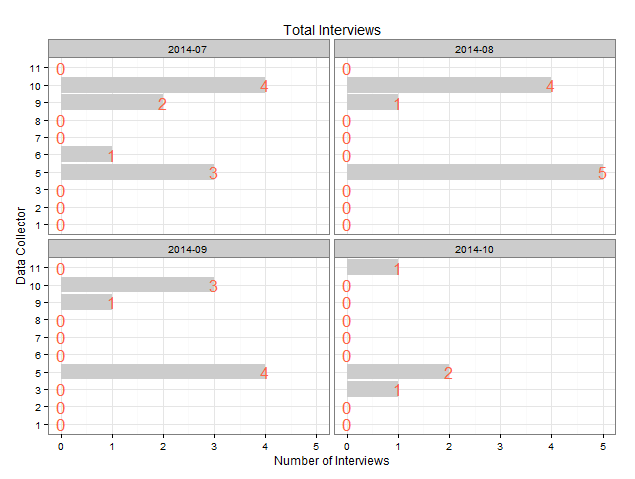 Total Interviews
2014-07 2014-08
11 0 0
10 4 4
9 2 1
8 0 0
7 0 0
6 1 0
5 3 5
3 0 0
2 0 0
1 0 0
Data Collector
2014-09 2014-10
11 0 1
10 3 0
9 1 0
8 0 0
7 0 0
6 0 0
5 4 2
3 0 1
2 0 0
1 0 0
0 1 2 3 4 5 0 1 2 3 4 5
Number of Interviews